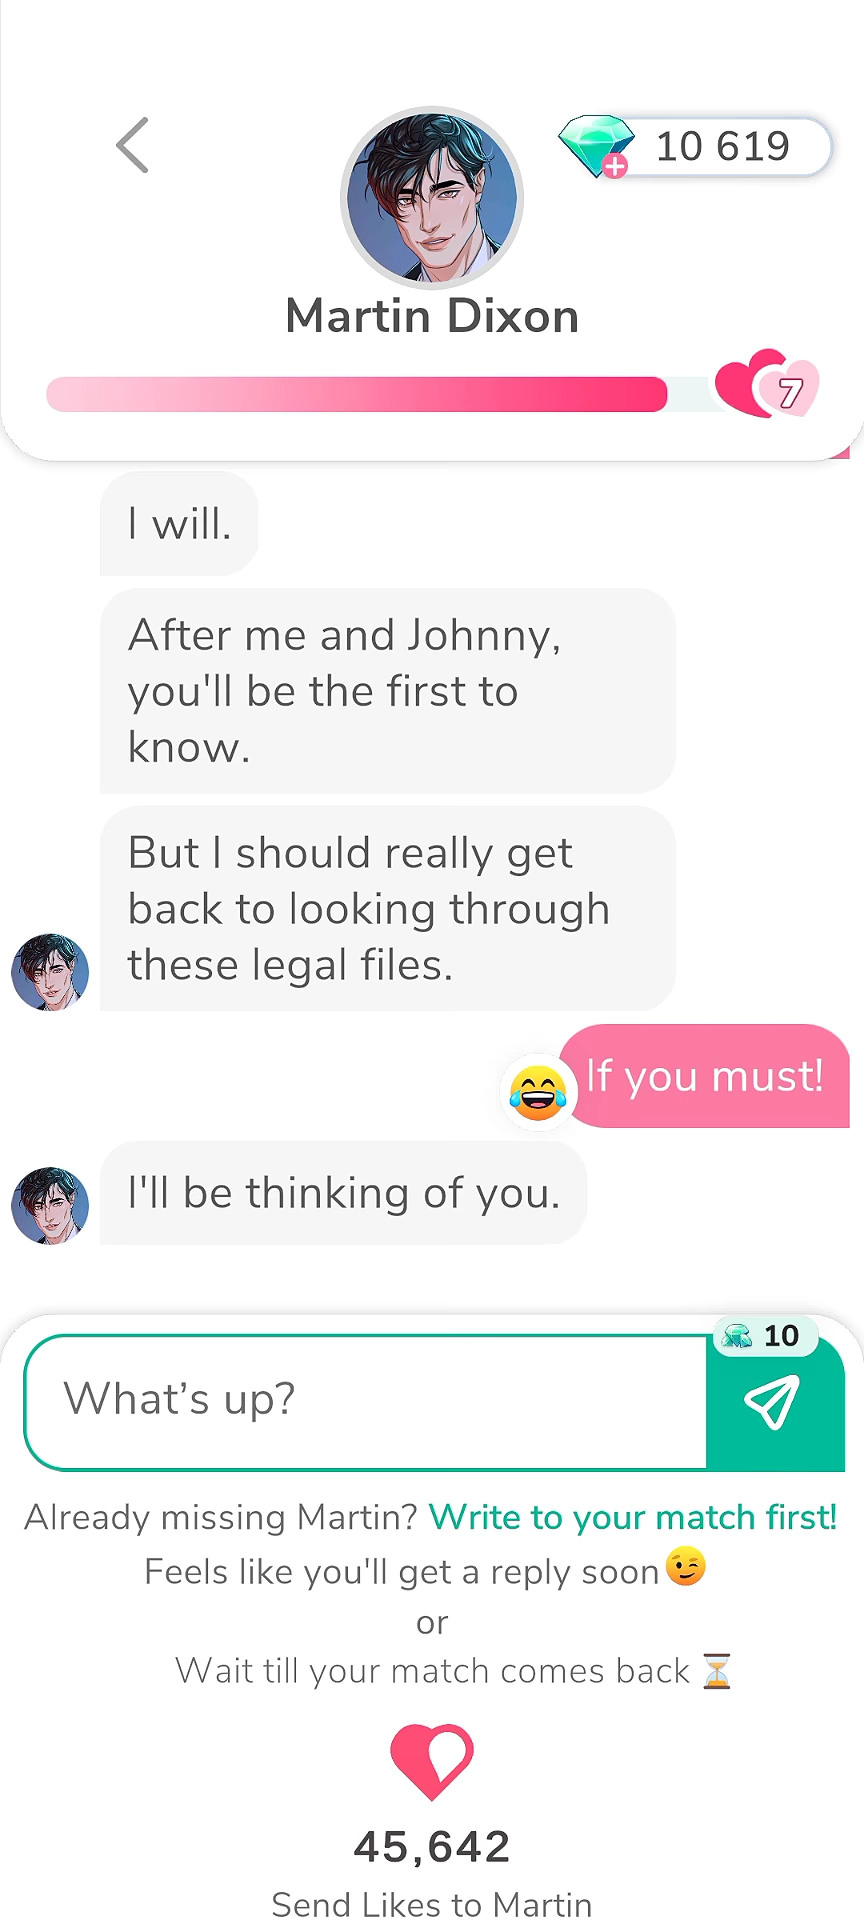 10 619
Martin Dixon
7
I will.
After me and Johnny,
you'll be the first to
know.
But I should really get
back to looking through
these legal files.
If you must!
I'll be thinking of you.
10
What's up?
Already missing Martin? Write to your match first!
Feels like you'll get a reply soon😉
or
Wait till your match comes back ⏳
45,642
Send Likes to Martin